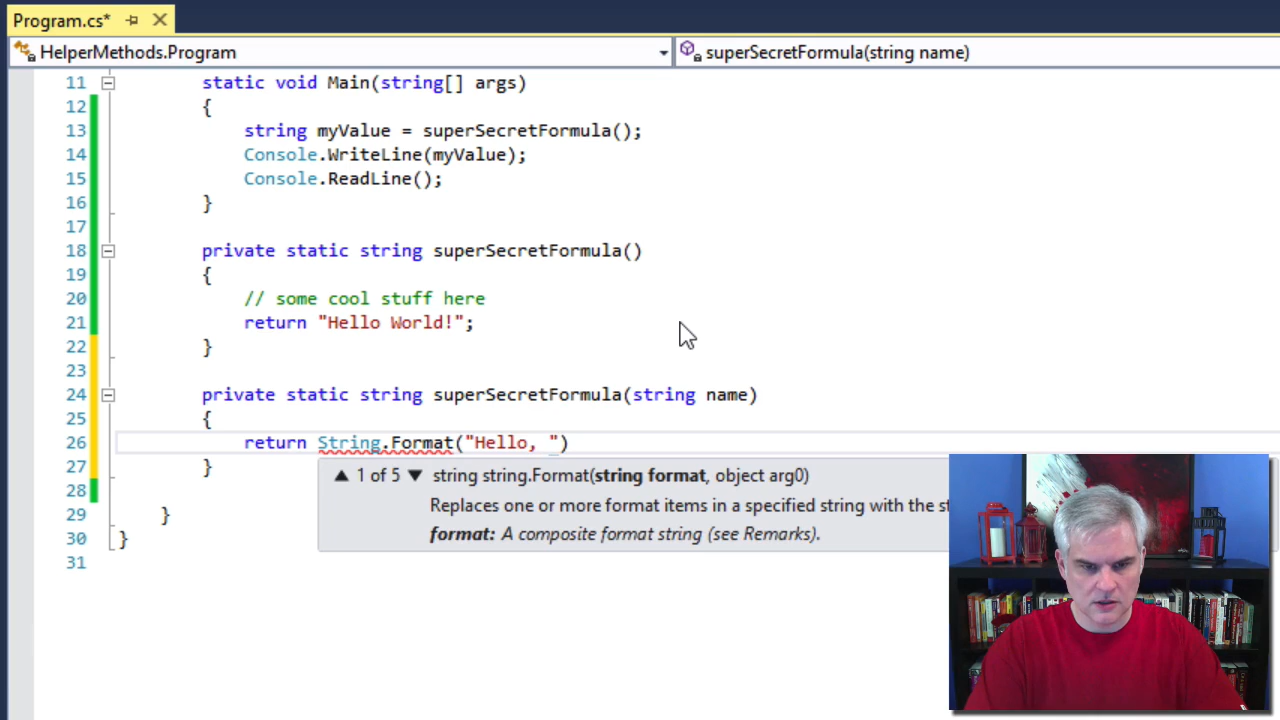 Program.cs*
HelperMethods.Program
superSecretFormula(string name)
11 static void Main(string[] args)
12 {
13 string myValue = superSecretFormula();
14 Console.WriteLine(myValue);
15 Console.ReadLine();
16 }
17
18 private static string superSecretFormula()
19 {
20 // some cool stuff here
21 return "Hello World!";
22 }
23
24 private static string superSecretFormula(string name)
25 {
26 return String.Format("Hello, ")
27 }
28
29 }
30 }
31
▲ 1 of 5 ▼ string string.Format(string format, object arg0)
Replaces one or more format items in a specified string with the
format: A composite format string (see Remarks).